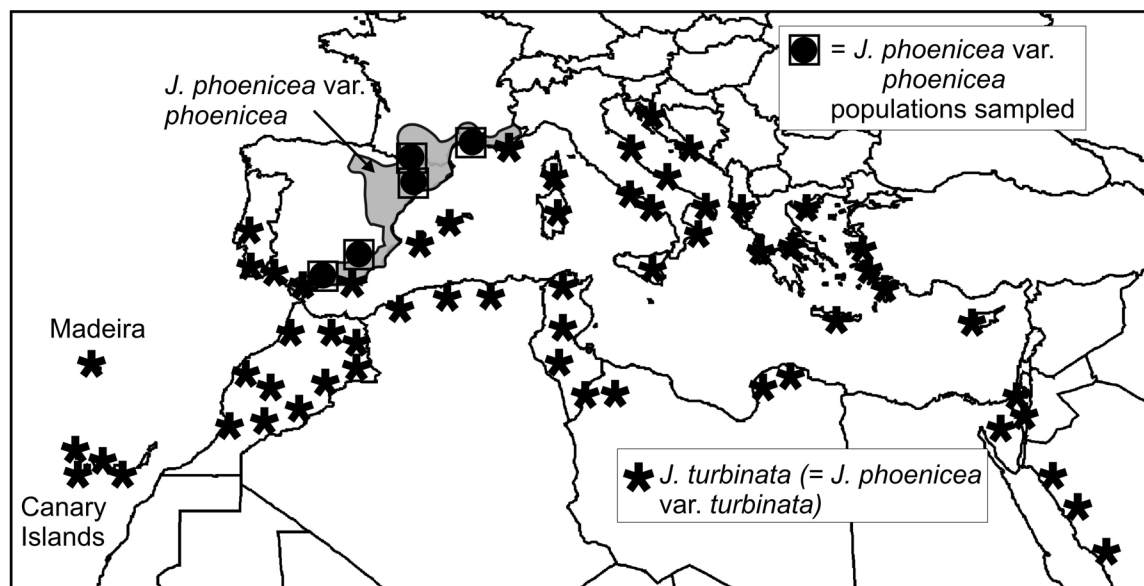 J. phoenicea var.
phoenicea
= J. phoenicea var.
phoenicea
populations sampled
Madeira
Canary
Islands
J. turbinata (= J. phoenicea
var. turbinata)